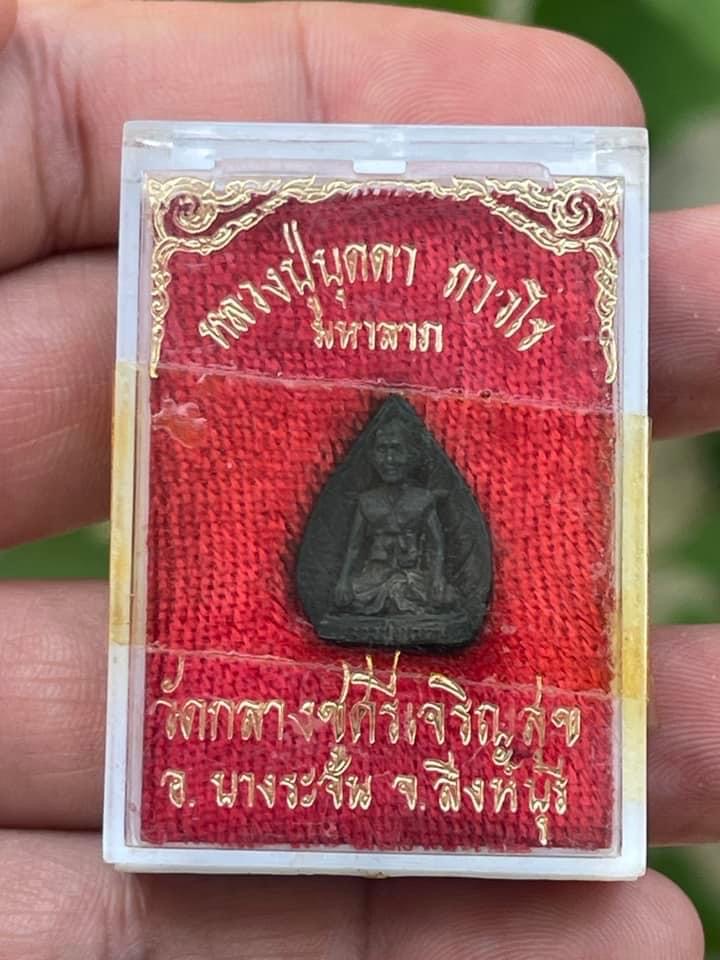 หลวงปู่บุดดา ถาวโร
มหาลาภ
วัดกลางชูศรีเจริญสุข
อ. บางระจัน จ. สิงห์บุรี